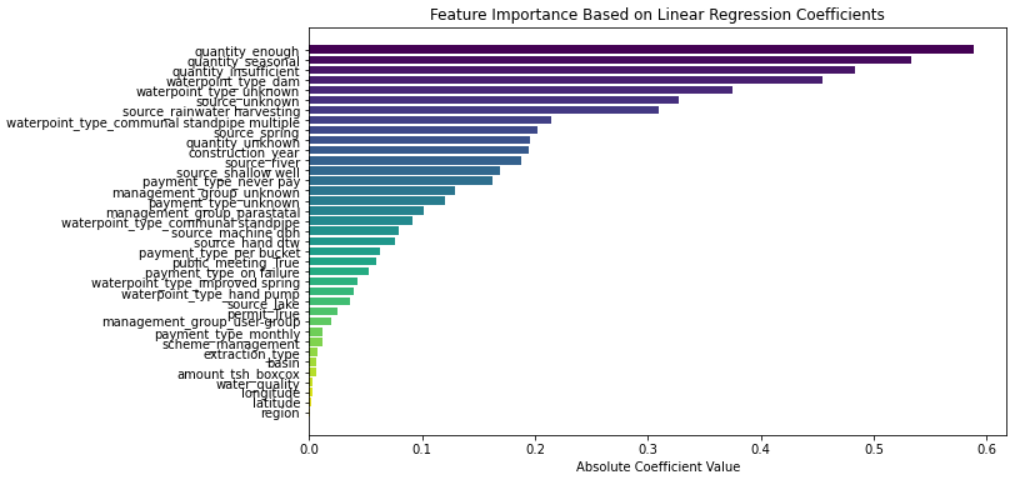 Feature Importance Based on Linear Regression Coefficients
quantity_enough
quantity_seasonal
quantity_insufficient
waterpoint_type_dam
waterpoint_type_unknown
source_unknown
source_rainwater harvesting
waterpoint_type_communal standpipe multiple
source_spring
quantity_unknown
construction_year
source_river
source_shallow well
payment_type_never pay
management_group_unknown
payment_type_unknown
management_group_parastatal
waterpoint_type_communal standpipe
source_machine dbh
source_hand dtw
payment_type_per bucket
public_meeting_True
payment_type_on failure
waterpoint_type_improved spring
waterpoint_type_hand pump
source_lake
permit_True
management_group_user-group
payment_type_monthly
scheme_management
extraction_type
basin
amount_tsh_boxcox
water_quality
longitude
latitude
region
0.0 0.1 0.2 0.3 0.4 0.5 0.6
Absolute Coefficient Value